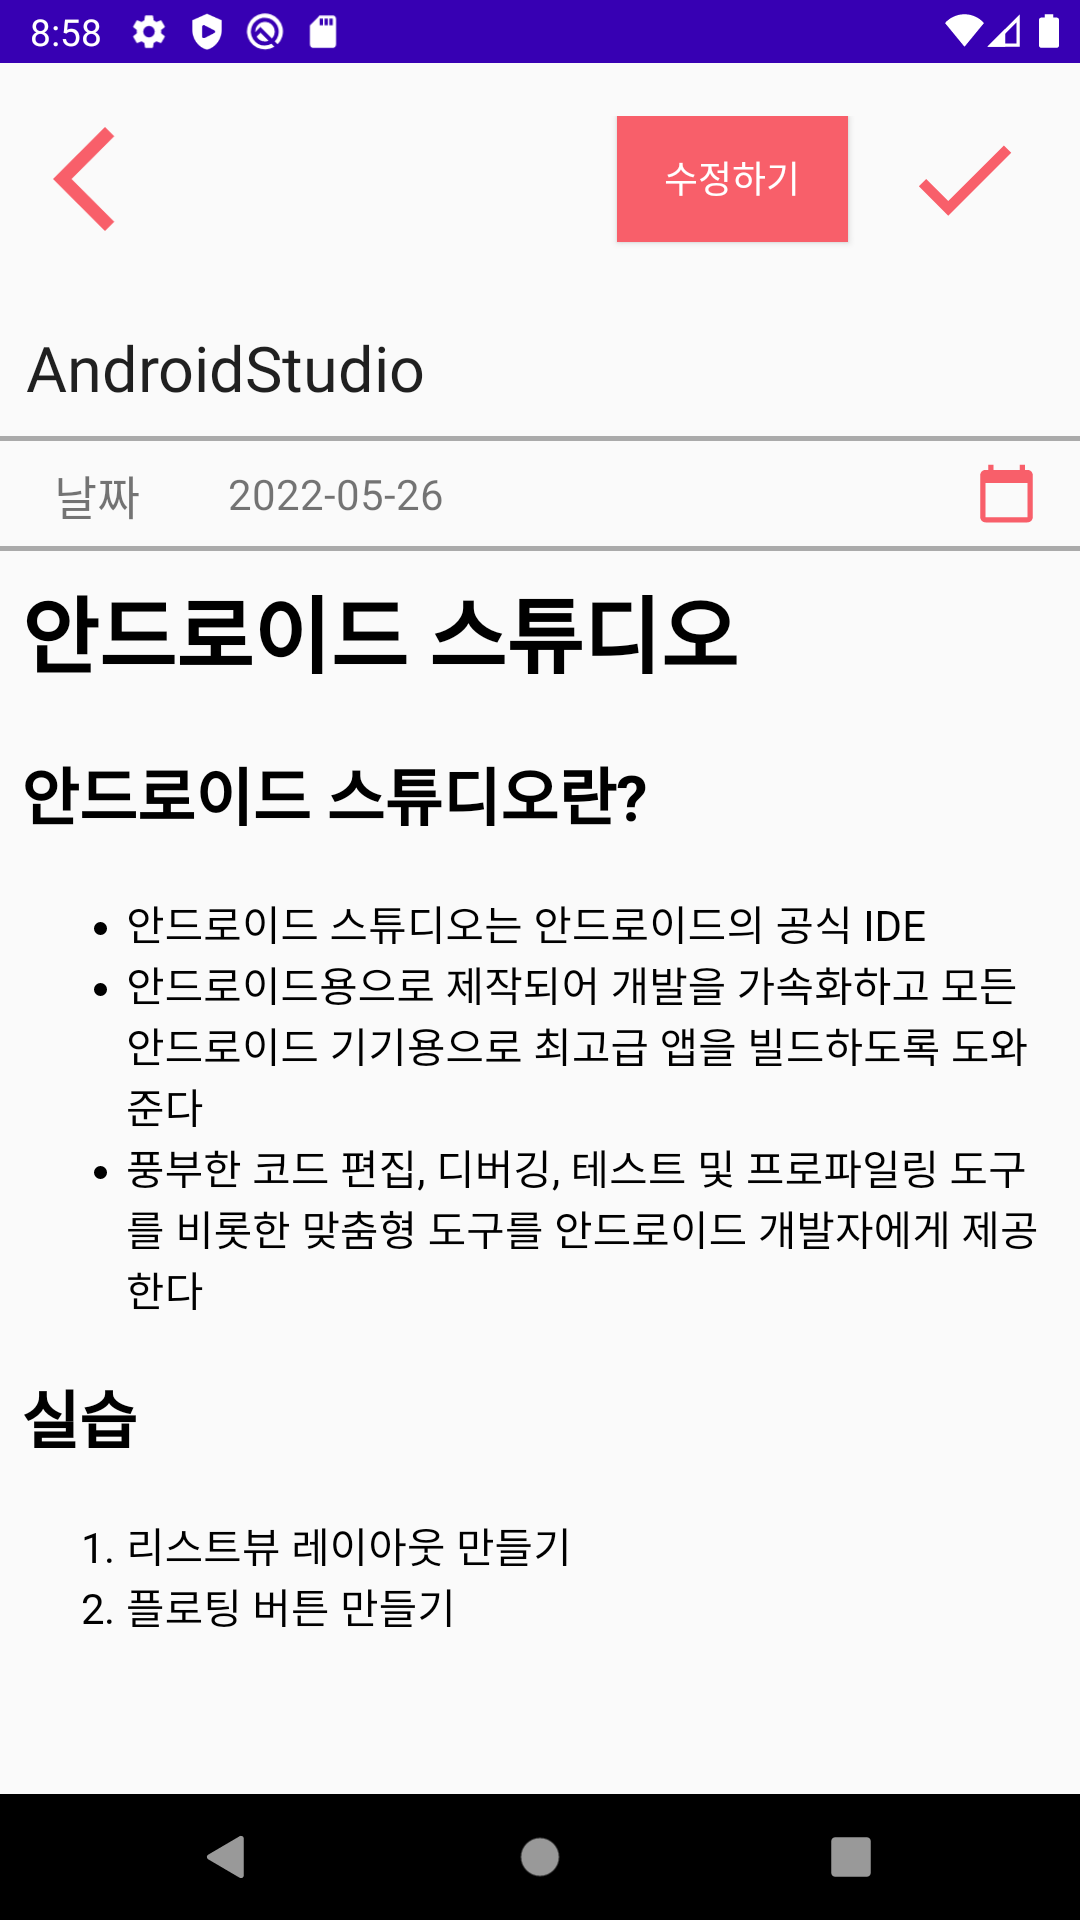 8:58
수정하기
AndroidStudio
날짜 2022-05-26
안드로이드 스튜디오
안드로이드 스튜디오란?
• 안드로이드 스튜디오는 안드로이드의 공식 IDE
• 안드로이드용으로 제작되어 개발을 가속화하고 모든
안드로이드 기기용으로 최고급 앱을 빌드하도록 도와
준다
• 풍부한 코드 편집, 디버깅, 테스트 및 프로파일링 도구
를 비롯한 맞춤형 도구를 안드로이드 개발자에게 제공
한다
실습
1. 리스트뷰 레이아웃 만들기
2. 플로팅 버튼 만들기